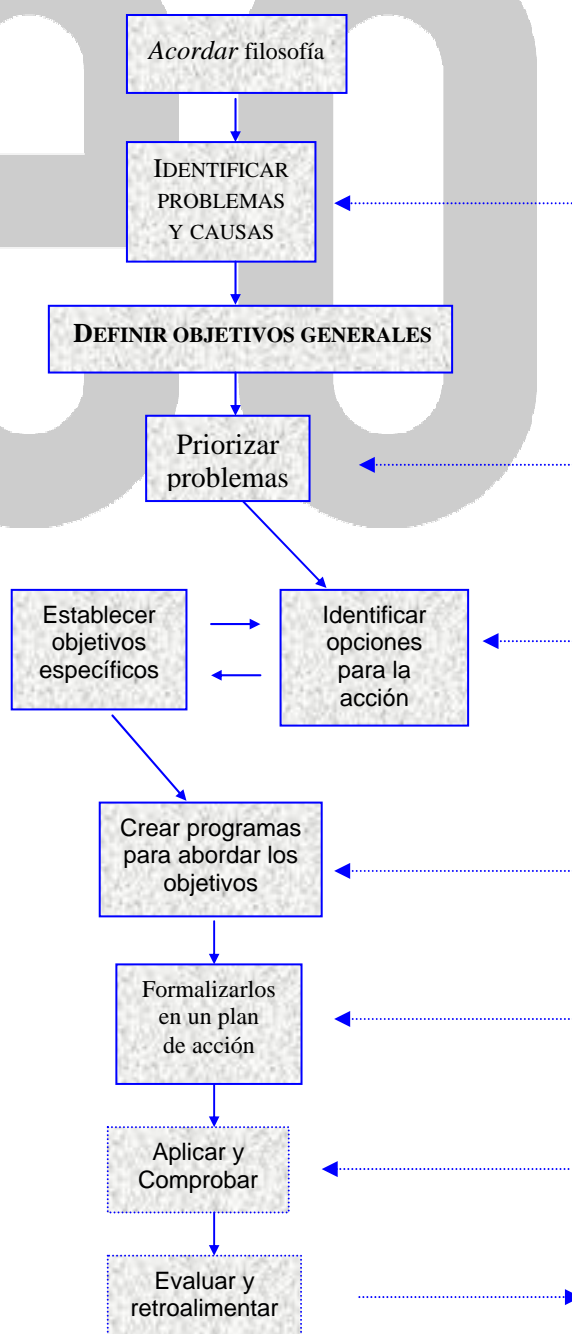 Acordar filosofía
IDENTIFICAR
PROBLEMAS
Y CAUSAS
DEFINIR OBJETIVOS GENERALES
Priorizar
problemas
Establecer
objetivos
específicos
Identificar
opciones
para la
acción
Crear programas
para abordar los
objetivos
Formalizarlos
en un plan
de acción
Aplicar y
Comprobar
Evaluar y
retroalimentar